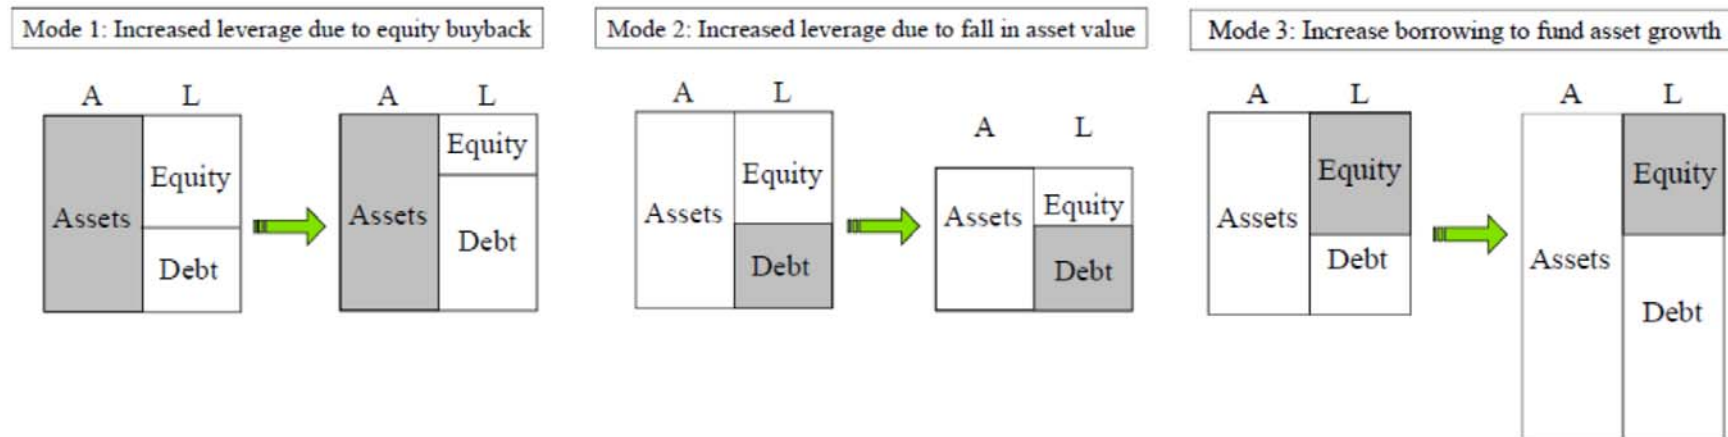 Mode 1: Increased leverage due to equity buyback
A L A L
Equity
Assets
Debt
Equity
Assets
Debt
Mode 2: Increased leverage due to fall in asset value
A L A L
Equity
Assets
Debt
Equity
Assets
Debt
Mode 3: Increase borrowing to fund asset growth
A L A L
Equity
Assets
Debt
Equity
Assets
Debt